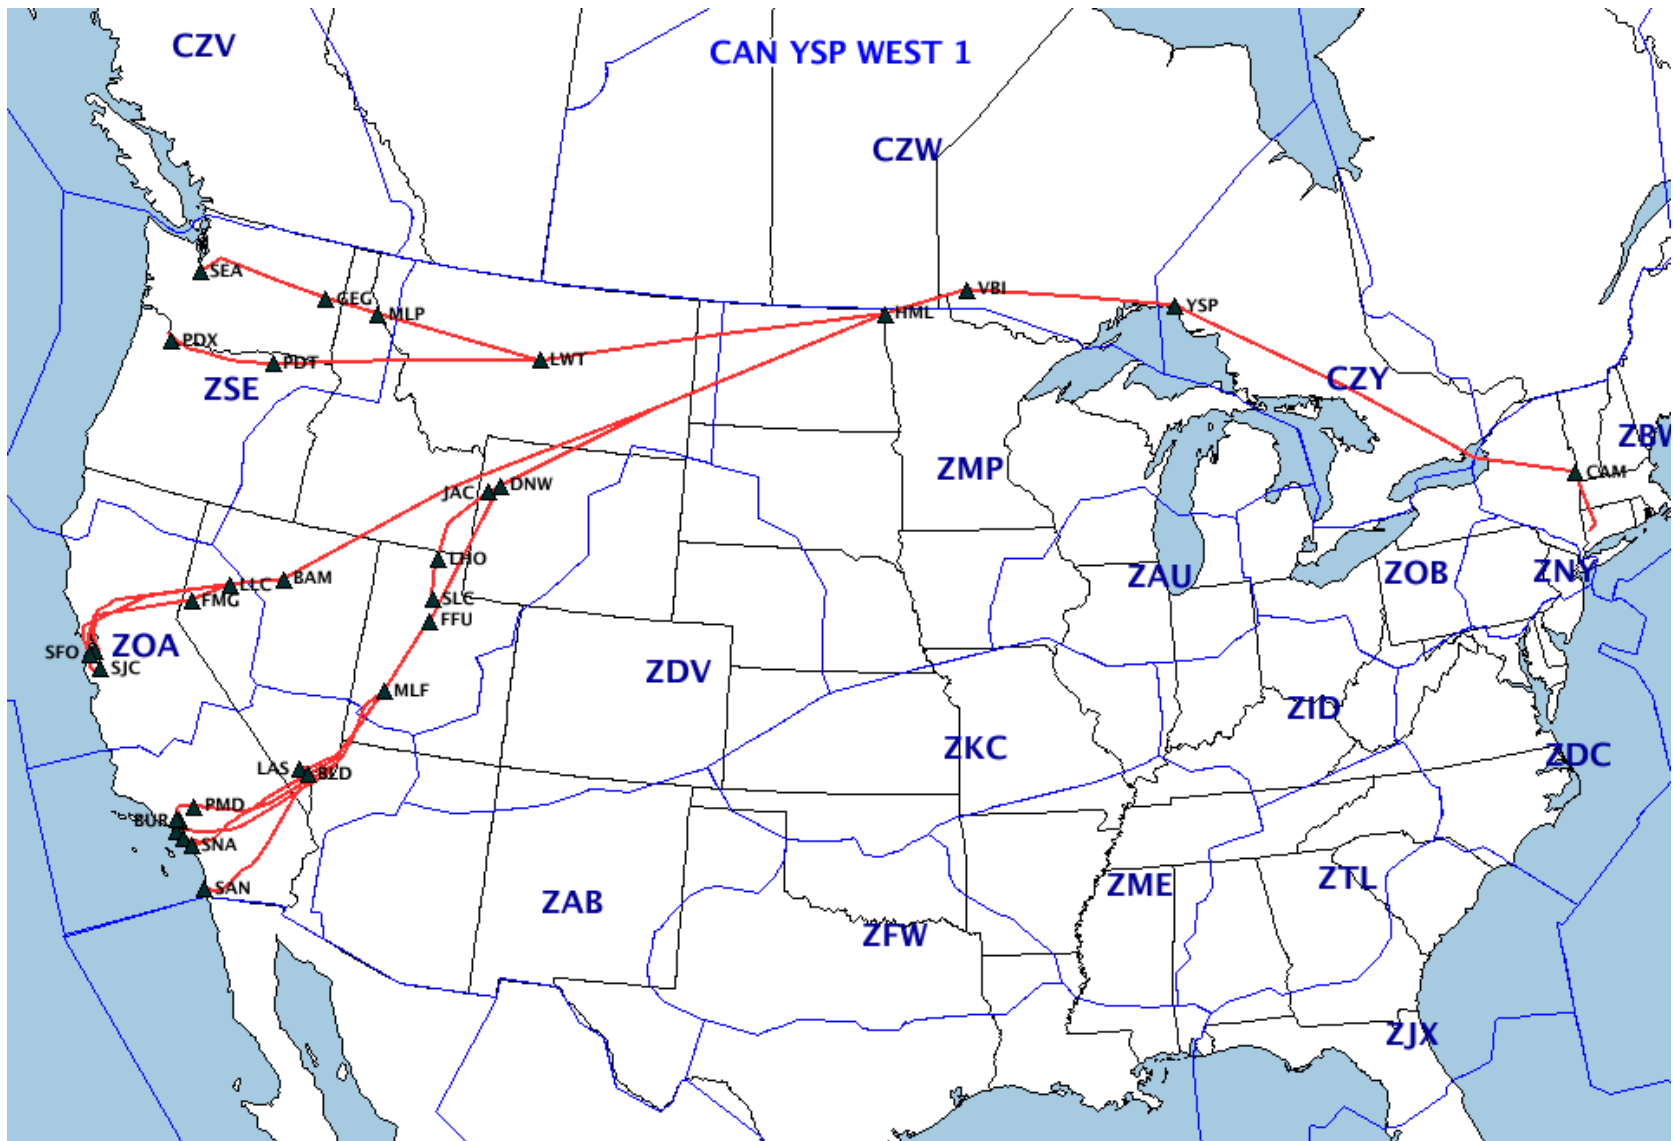 CZV
CAN YSP WEST 1
CZW
SEA
GEG
MLP
VBI
YSP
HML
PDX
PDT
LWT
ZSE
CZY
ZBW
ZMP
CAM
JAC
DNW
LHO
BAM
LLC
FMG
SLC
FFU
ZAU
ZOB
ZNY
SFO
ZOA
SJC
MLF
ZDV
ZID
ZKC
ZDC
LAS
BLD
PMD
BUR
SNA
SAN
ZAB
ZME
ZTL
ZFW
ZJX